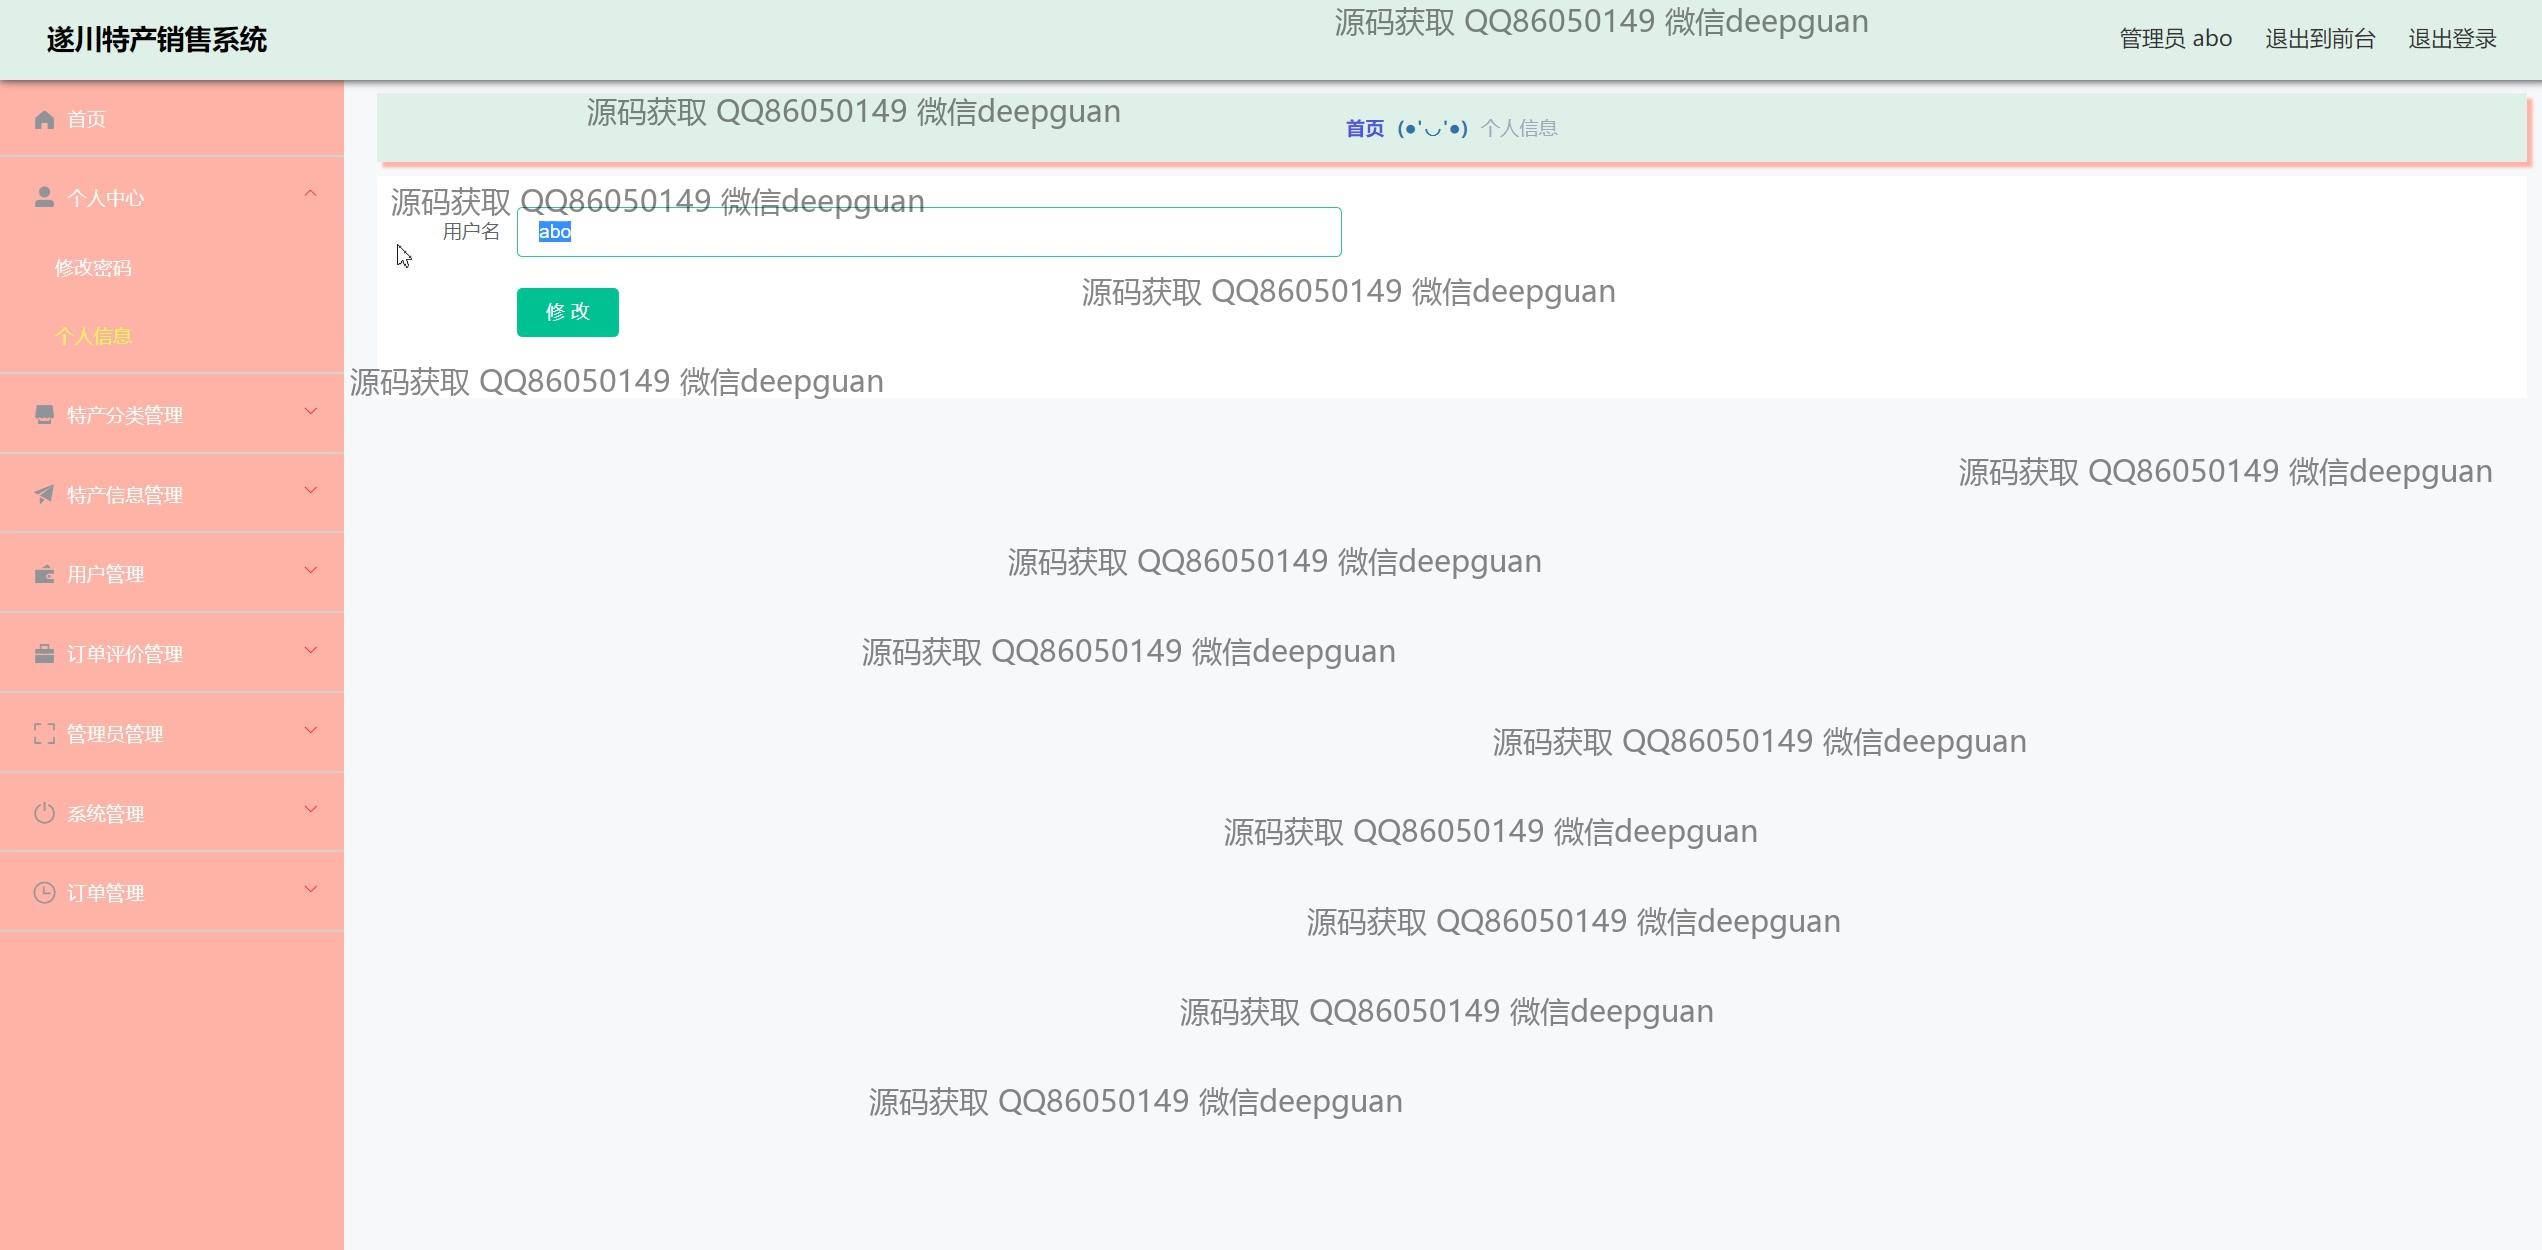 遂川特产销售系统
源码获取 QQ86050149 微信deepguan
管理员 abo
退出到前台
退出登录
首页
个人中心
修改密码
个人信息
特产分类管理
特产信息管理
用户管理
订单评价管理
管理员管理
系统管理
订单管理
源码获取 QQ86050149 微信deepguan
首页 (●'◡'●) 个人信息
源码获取 QQ86050149 微信deepguan
用户名 abo
源码获取 QQ86050149 微信deepguan
修 改
源码获取 QQ86050149 微信deepguan
源码获取 QQ86050149 微信deepguan
源码获取 QQ86050149 微信deepguan
源码获取 QQ86050149 微信deepguan
源码获取 QQ86050149 微信deepguan
源码获取 QQ86050149 微信deepguan
源码获取 QQ86050149 微信deepguan
源码获取 QQ86050149 微信deepguan
源码获取 QQ86050149 微信deepguan